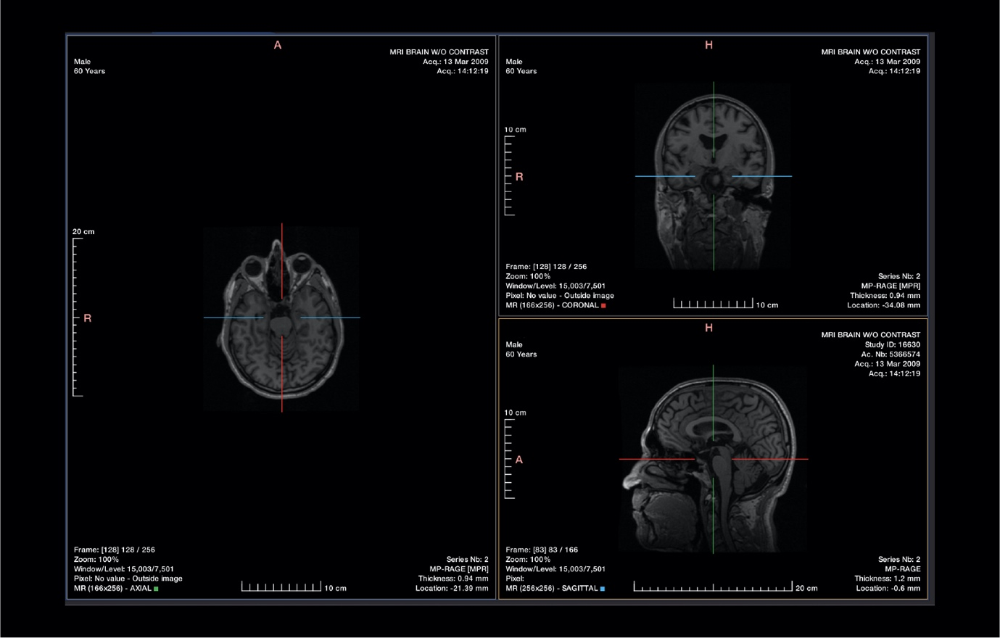 A
MRI BRAIN W/O CONTRAST
Male
Acq.: 13 Mar 2009
60 Years
Acq.: 14:12:19
20 cm
R
Frame: [128] 128 / 256
Zoom: 100%
Series Nb: 2
Window/Level: 15,003/7,501
MP-RAGE [MPR]
Pixel: No value - Outside image
Thickness: 0.94 mm
MR (166x256) - AXIAL
10 cm
Location: -21.39 mm
H
MRI BRAIN W/O CONTRAST
Male
Acq.: 13 Mar 2009
60 Years
Acq.: 14:12:19
10 cm
R
Frame: [128] 128 / 256
Zoom: 100%
Series Nb: 2
Window/Level: 15,003/7,501
MP-RAGE [MPR]
Pixel: No value - Outside image
Thickness: 0.94 mm
MR (166x256) - CORONAL
10 cm
Location: -34.08 mm
H
MRI BRAIN W/O CONTRAST
Male
Study ID: 16630
60 Years
Ac. Nb: 5366574
Acq.: 13 Mar 2009
Acq.: 14:12:19
10 cm
A
Frame: [83] 83 / 166
Zoom: 100%
Series Nb: 2
Window/Level: 15,003/7,501
MP-RAGE
Pixel:
Thickness: 1.2 mm
MR (256x256) - SAGITTAL
20 cm
Location: -0.6 mm